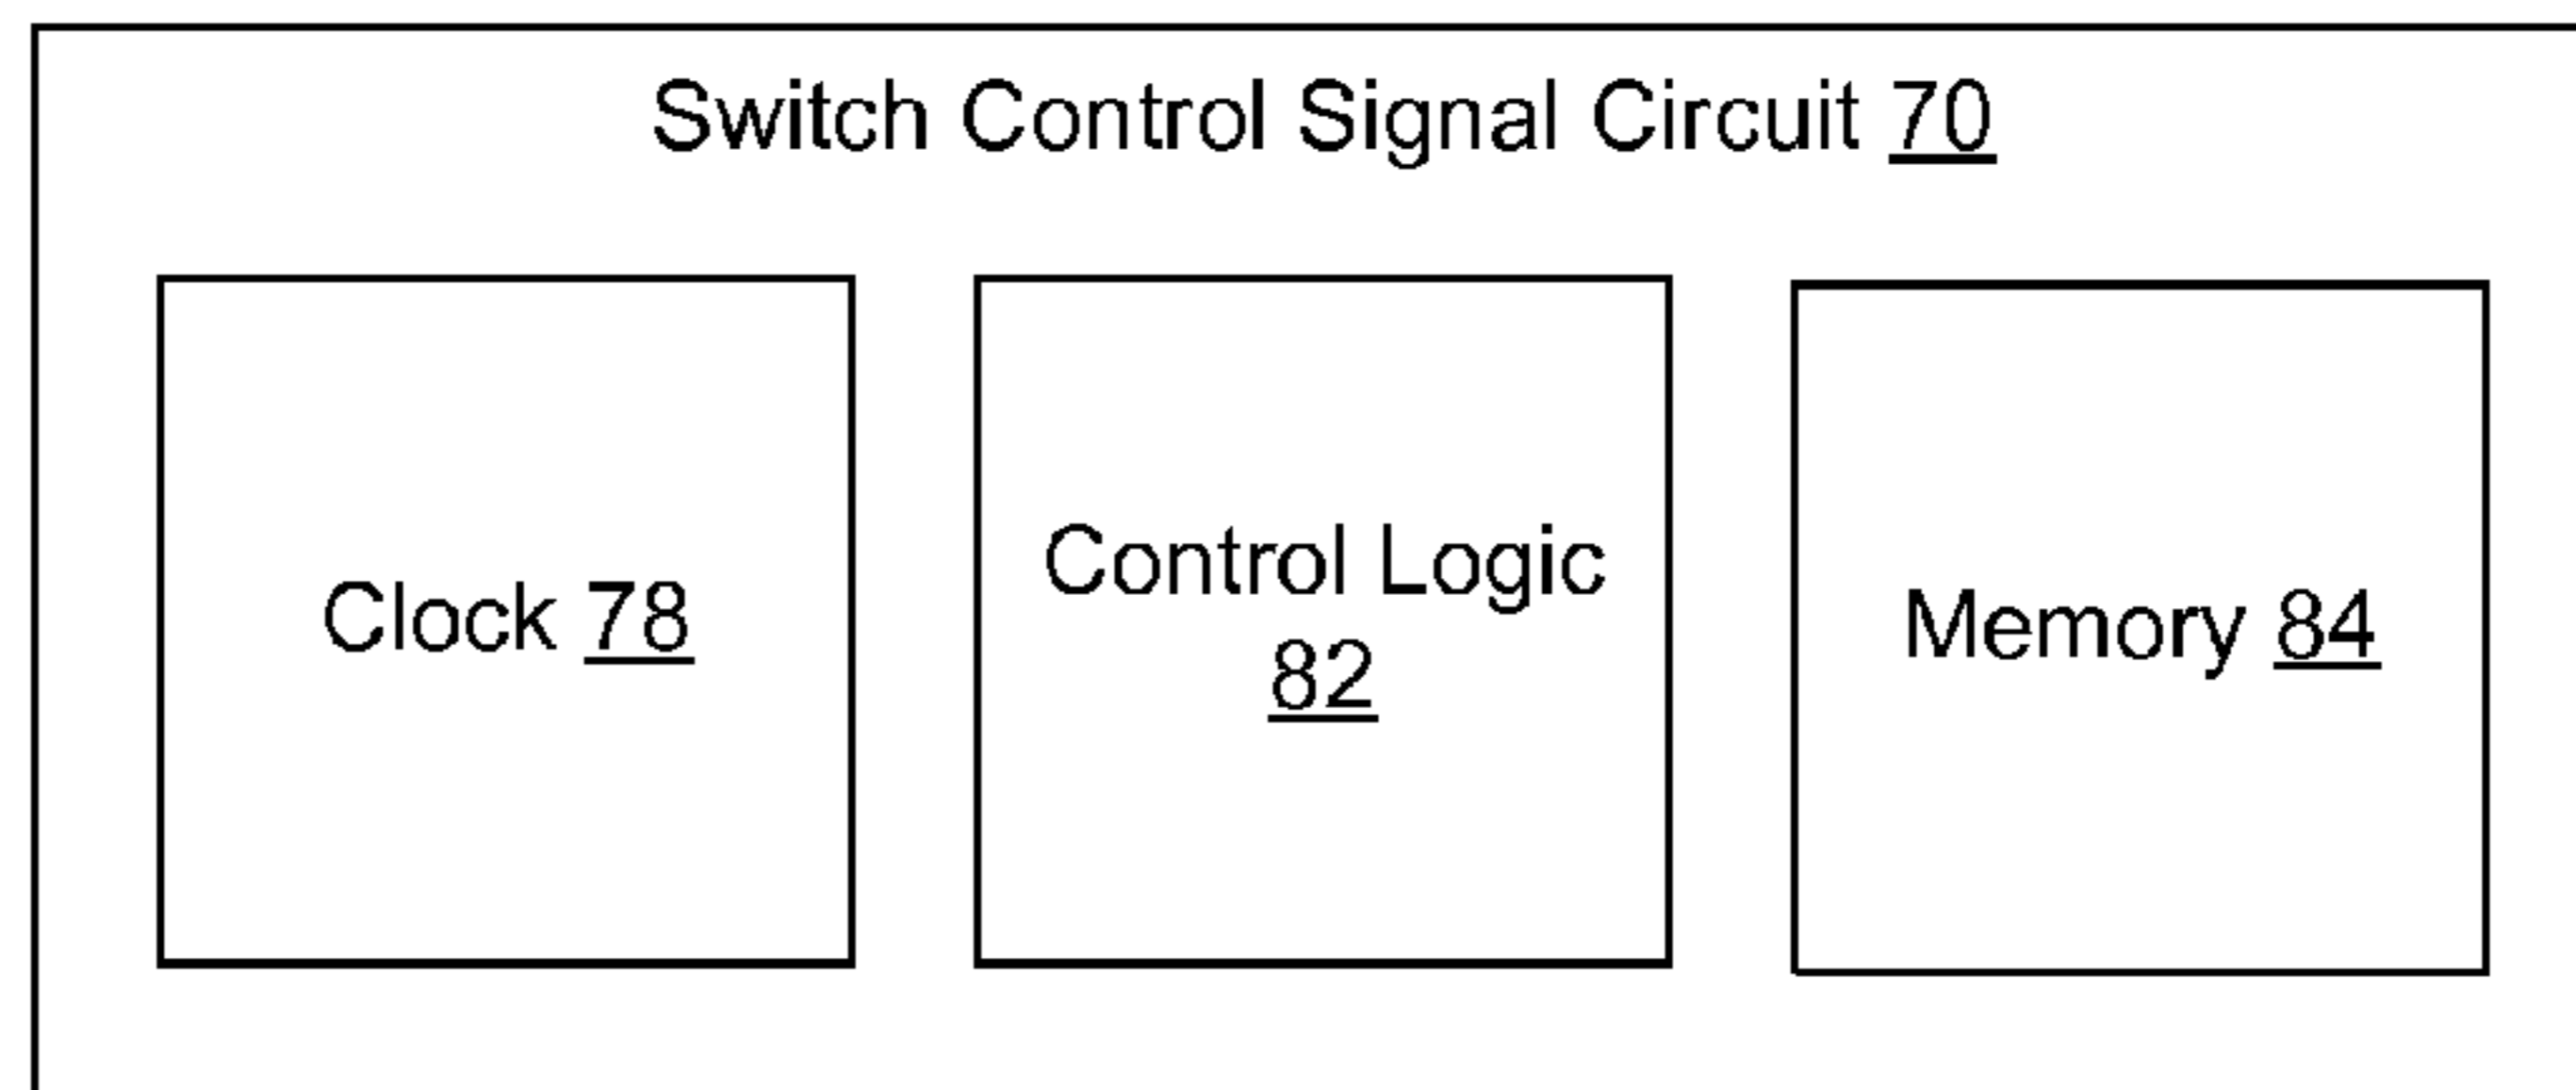 Switch Control Signal Circuit 70
Clock 78
Control Logic
82
Memory 84